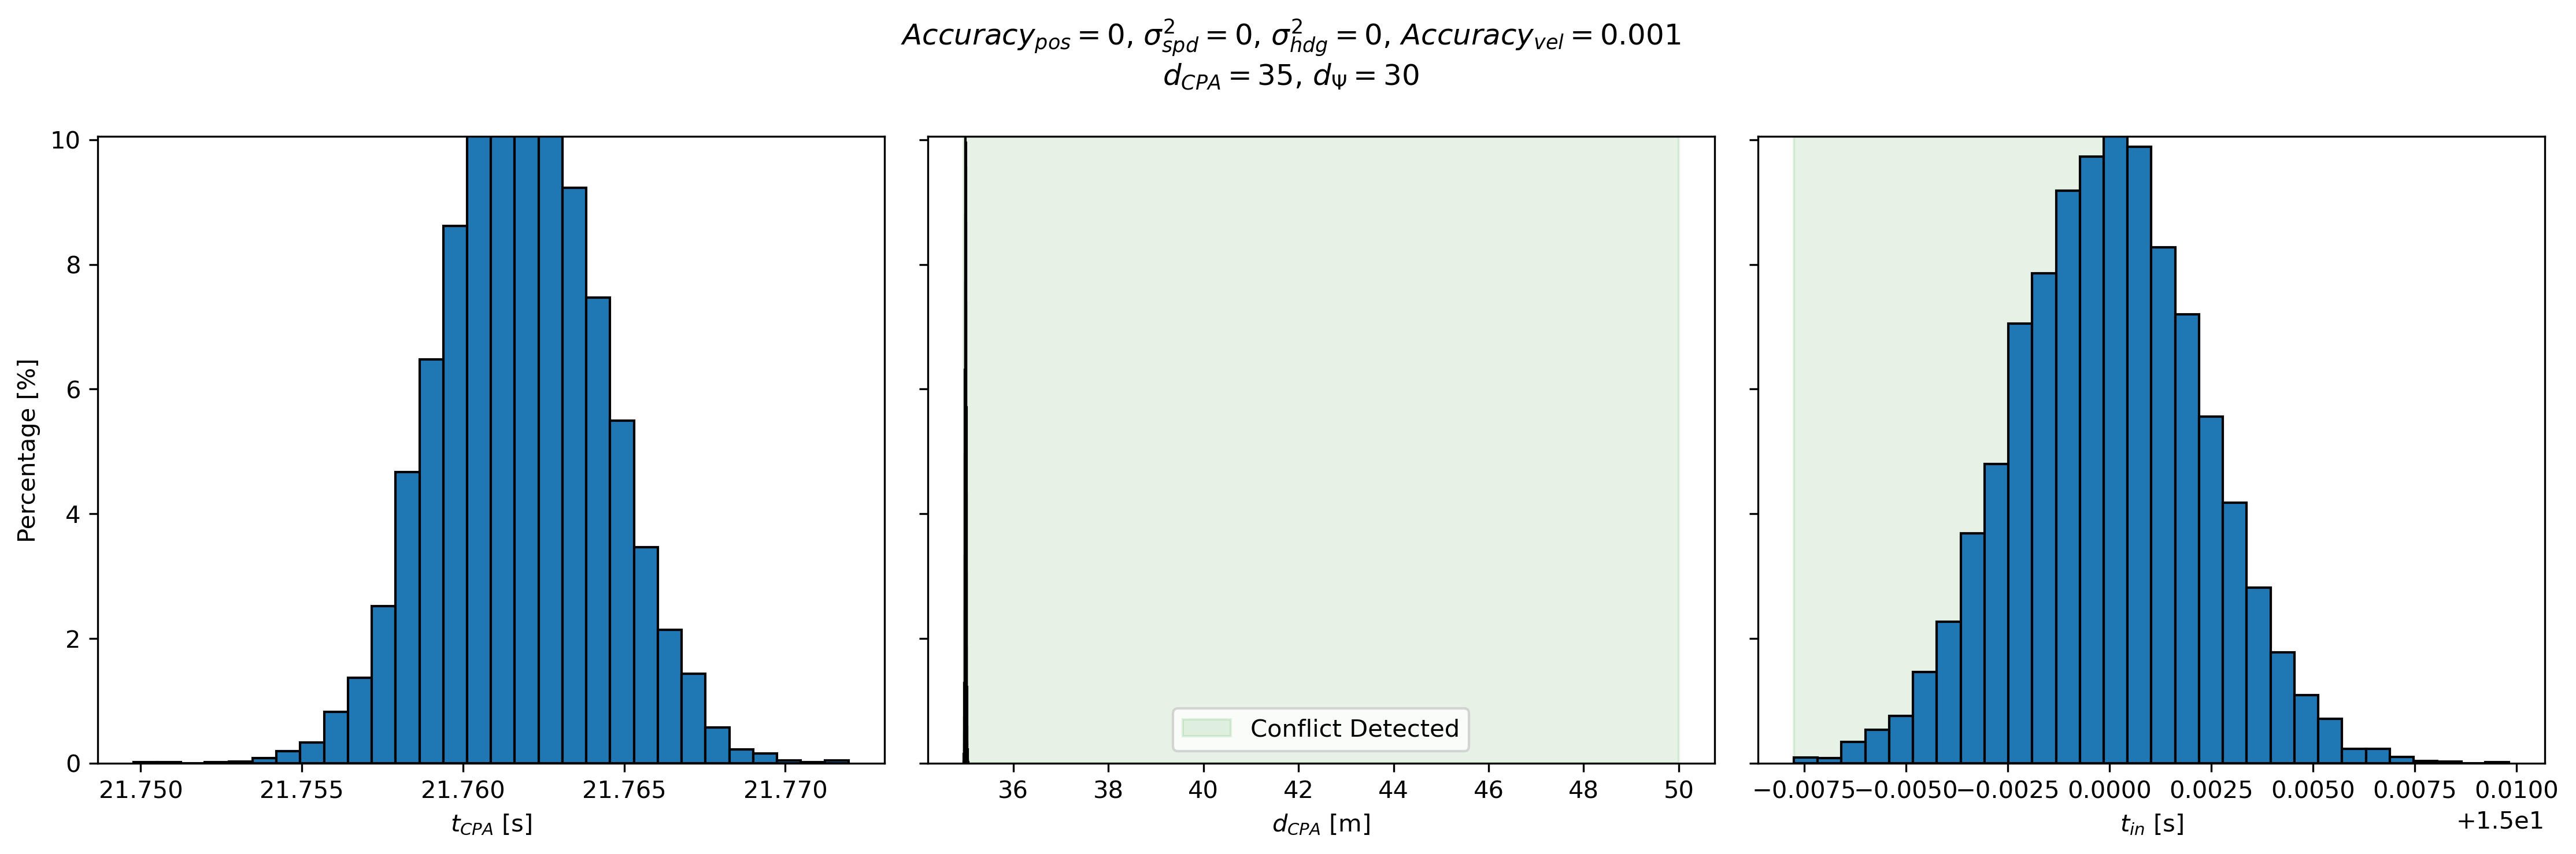 Accuracy_pos = 0, σ²_spd = 0, σ²_hdg = 0, Accuracy_vel = 0.001
d_CPA = 35, d_ψ = 30
10
8
6
4
2
0
Percentage [%]
21.750 21.755 21.760 21.765 21.770
t_CPA [s]
Conflict Detected
36 38 40 42 44 46 48 50
d_CPA [m]
−0.0075 −0.0050 −0.0025 0.0000 0.0025 0.0050 0.0075 0.0100
+1.5e1
t_in [s]